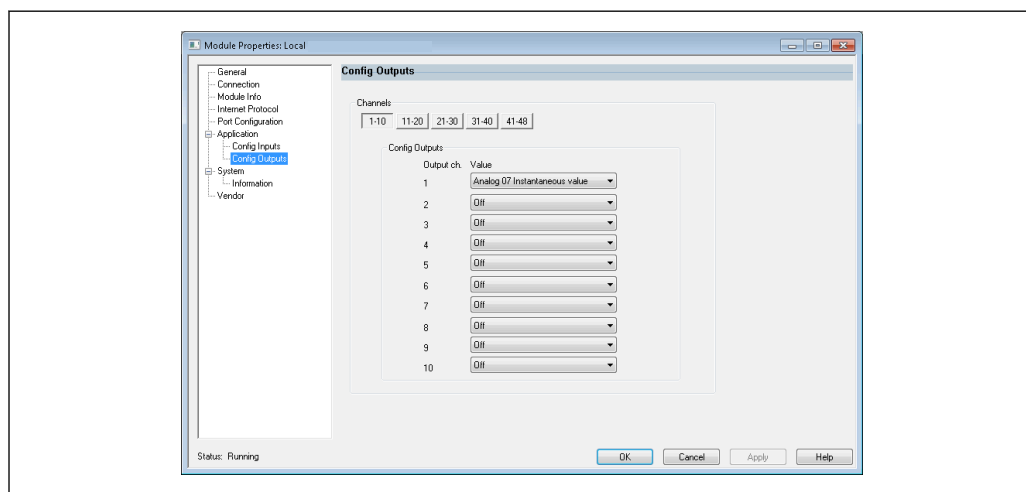 Module Properties: Local
General
Connection
Module Info
Internet Protocol
Port Configuration
Application
Config Inputs
Config Outputs
System
Information
Vendor
Config Outputs
Channels
1-10 11-20 21-30 31-40 41-48
Config Outputs
Output ch. Value
1 Analog 07 Instantaneous value
2 Off
3 Off
4 Off
5 Off
6 Off
7 Off
8 Off
9 Off
10 Off
Status: Running
OK Cancel Apply Help